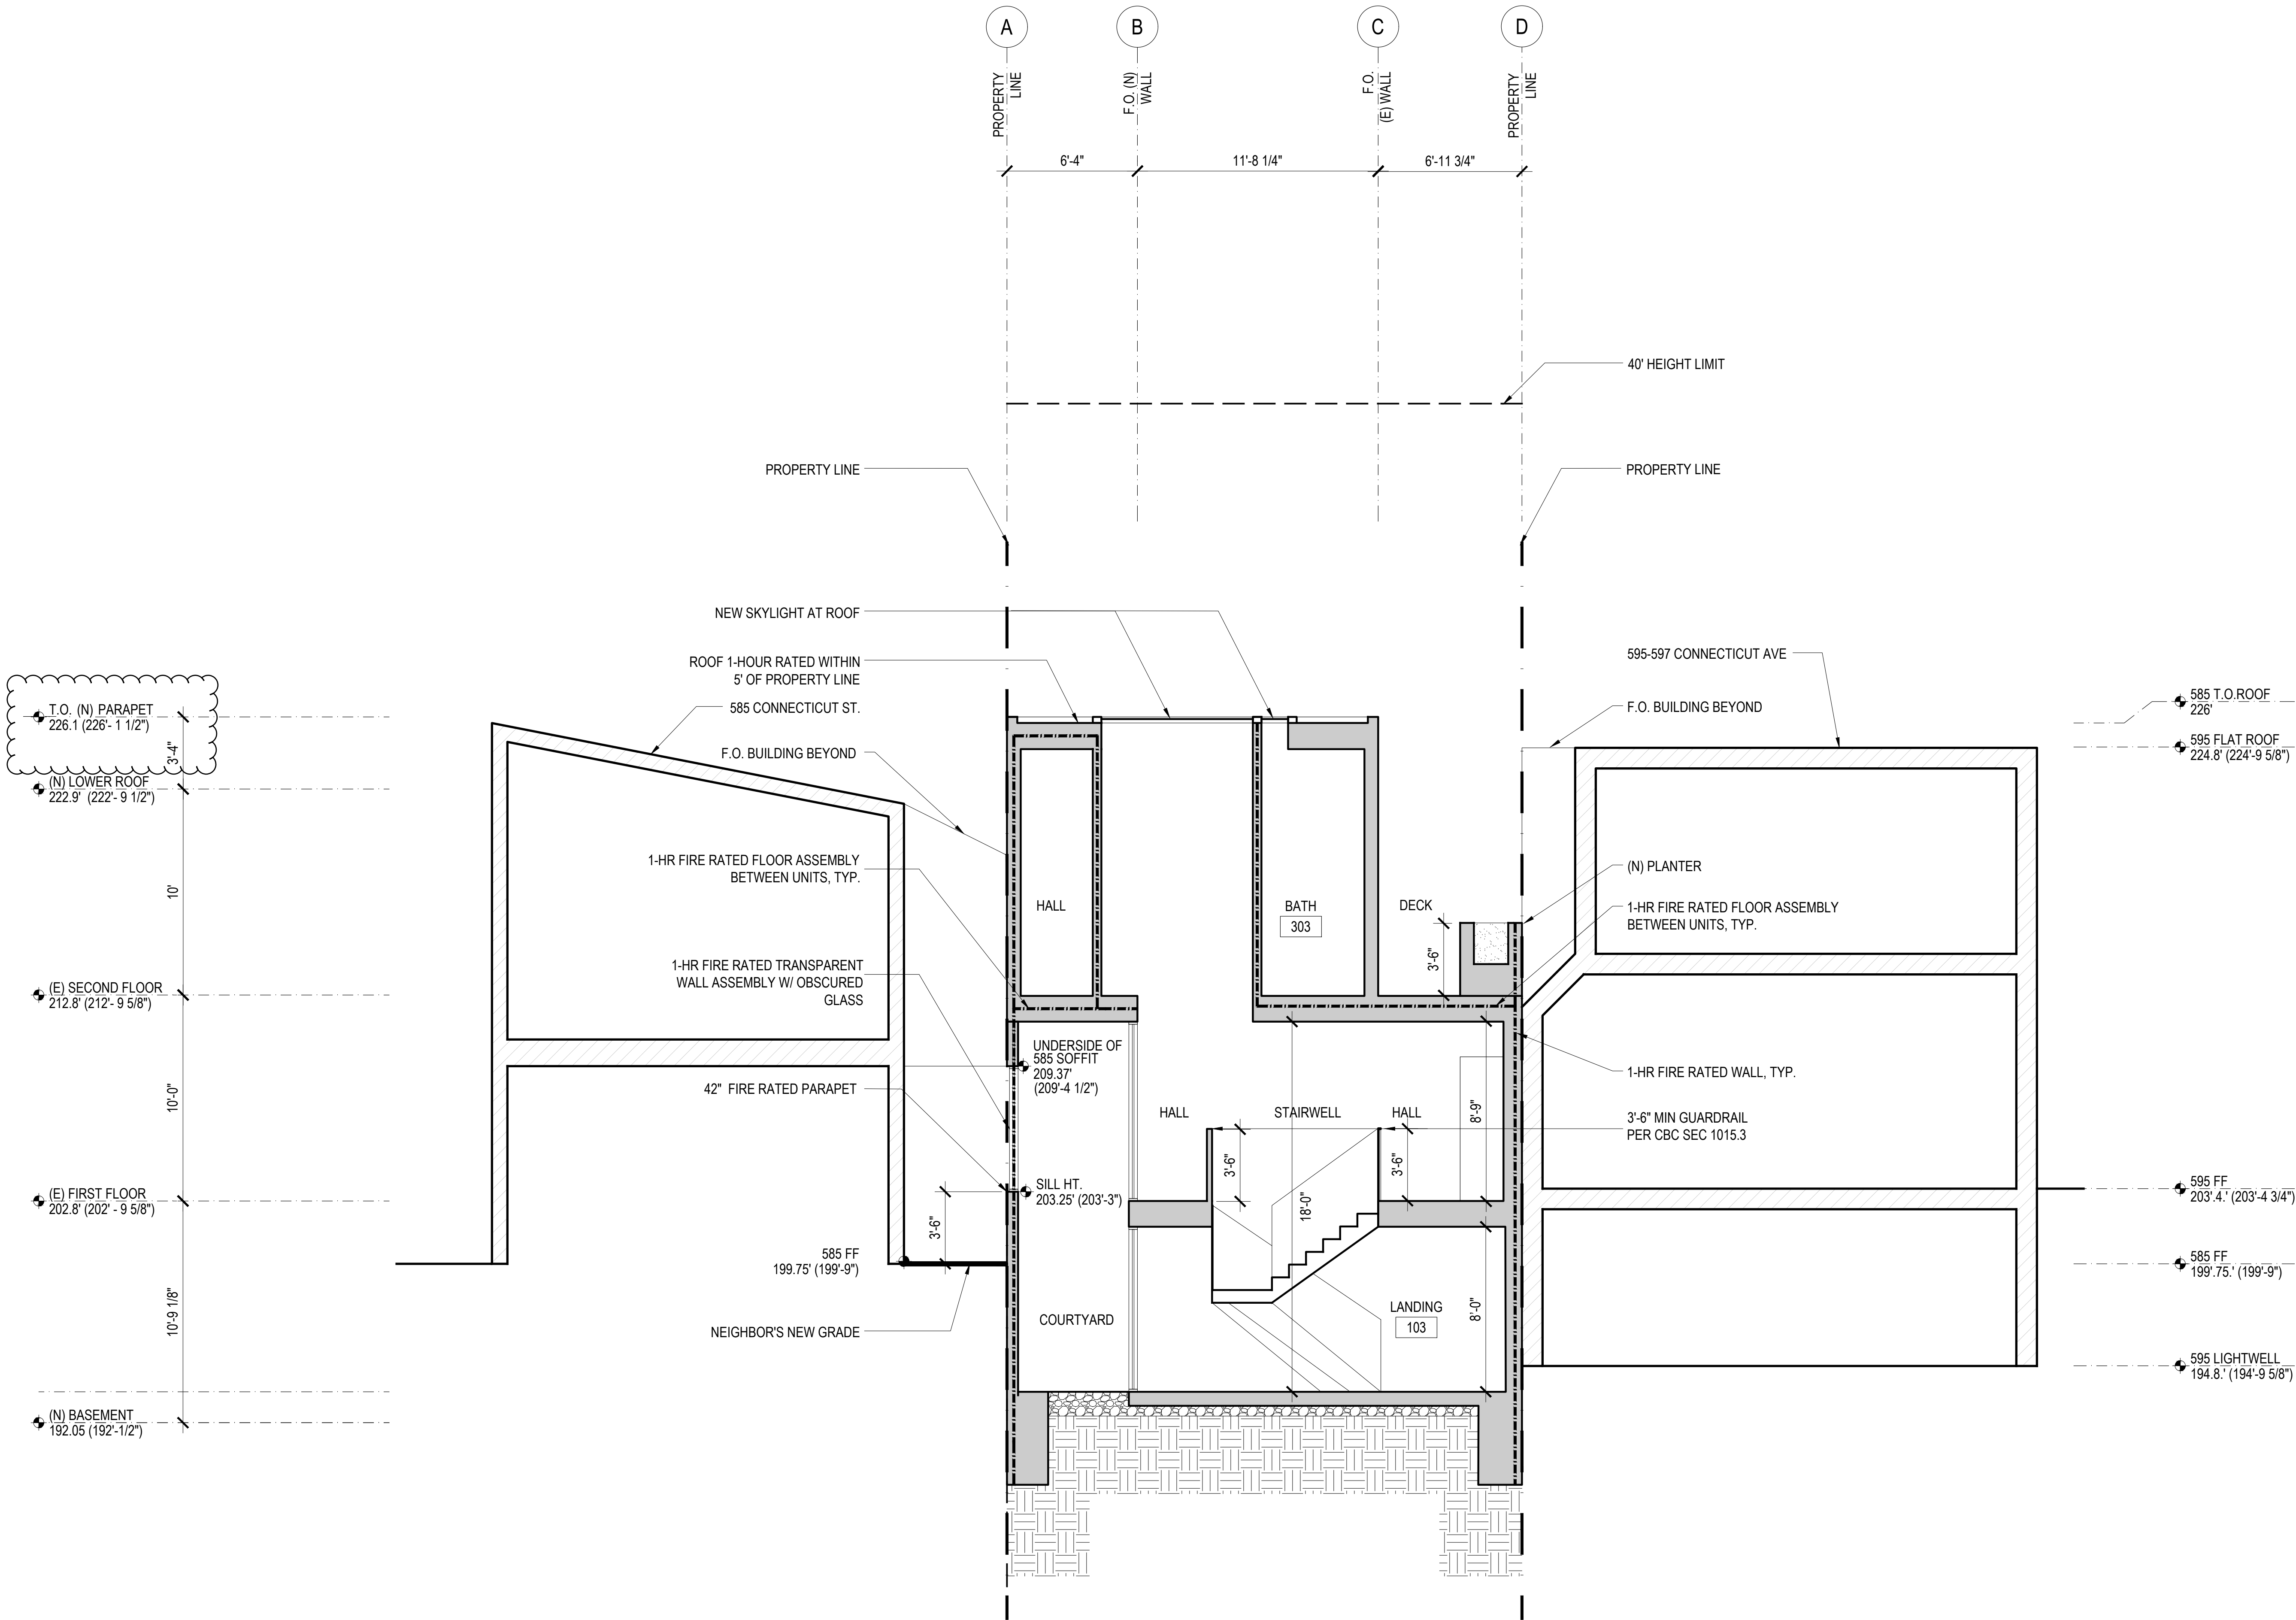 A
B
C
D
PROPERTY
LINE
F.O. (N)
WALL
F.O.
(E) WALL
PROPERTY
LINE
6'-4"
11'-8 1/4"
6'-11 3/4"
40' HEIGHT LIMIT
PROPERTY LINE
PROPERTY LINE
NEW SKYLIGHT AT ROOF
ROOF 1-HOUR RATED WITHIN
5' OF PROPERTY LINE
585 CONNECTICUT ST.
F.O. BUILDING BEYOND
595-597 CONNECTICUT AVE
F.O. BUILDING BEYOND
T.O. (N) PARAPET
226.1 (226'- 1 1/2")
3'-4"
(N) LOWER ROOF
222.9' (222'- 9 1/2")
10'
(E) SECOND FLOOR
212.8' (212'- 9 5/8")
10'-0"
(E) FIRST FLOOR
202.8' (202' - 9 5/8")
10'-9 1/8"
(N) BASEMENT
192.05 (192'-1/2")
585 T.O.ROOF
226'
595 FLAT ROOF
224.8' (224'-9 5/8")
1-HR FIRE RATED FLOOR ASSEMBLY
BETWEEN UNITS, TYP.
HALL
BATH
303
DECK
3'-6"
(N) PLANTER
1-HR FIRE RATED FLOOR ASSEMBLY
BETWEEN UNITS, TYP.
1-HR FIRE RATED TRANSPARENT
WALL ASSEMBLY W/ OBSCURED
GLASS
UNDERSIDE OF
585 SOFFIT
209.37'
(209'-4 1/2")
42" FIRE RATED PARAPET
1-HR FIRE RATED WALL, TYP.
HALL
STAIRWELL
HALL
8'-9"
3'-6" MIN GUARDRAIL
PER CBC SEC 1015.3
3'-6"
3'-6"
SILL HT.
203.25' (203'-3")
18'-0"
3'-6"
585 FF
199.75' (199'-9")
595 FF
203'.4.' (203'-4 3/4")
585 FF
199'.75.' (199'-9")
NEIGHBOR'S NEW GRADE
COURTYARD
LANDING
103
8'-0"
595 LIGHTWELL
194.8.' (194'-9 5/8")